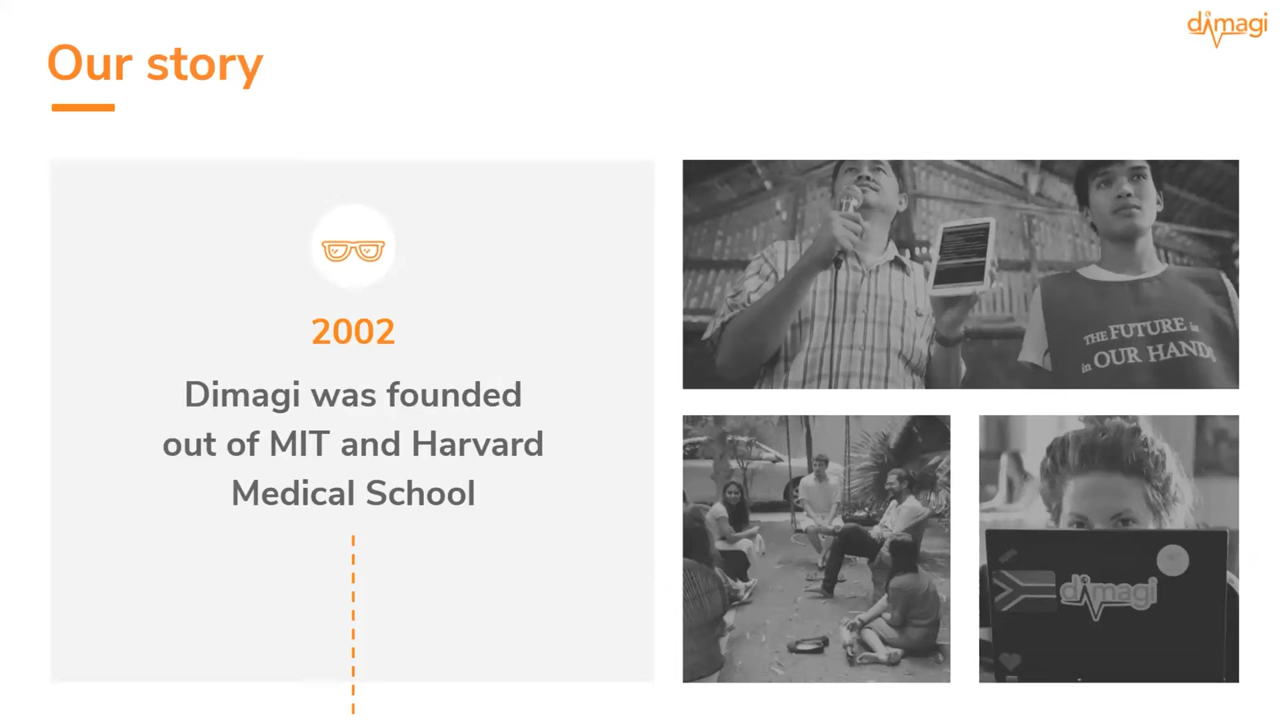 dimagi
Our story
2002
Dimagi was founded
out of MIT and Harvard
Medical School
THE FUTURE is
in OUR HANDS
dimagi